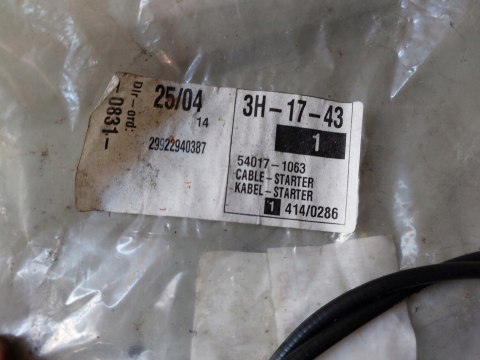 Dir-ord:
-0831-
25/04
14
29922940387
3H-17-43
1
54017-1063
CABLE-STARTER
KABEL-STARTER
1 414/0286